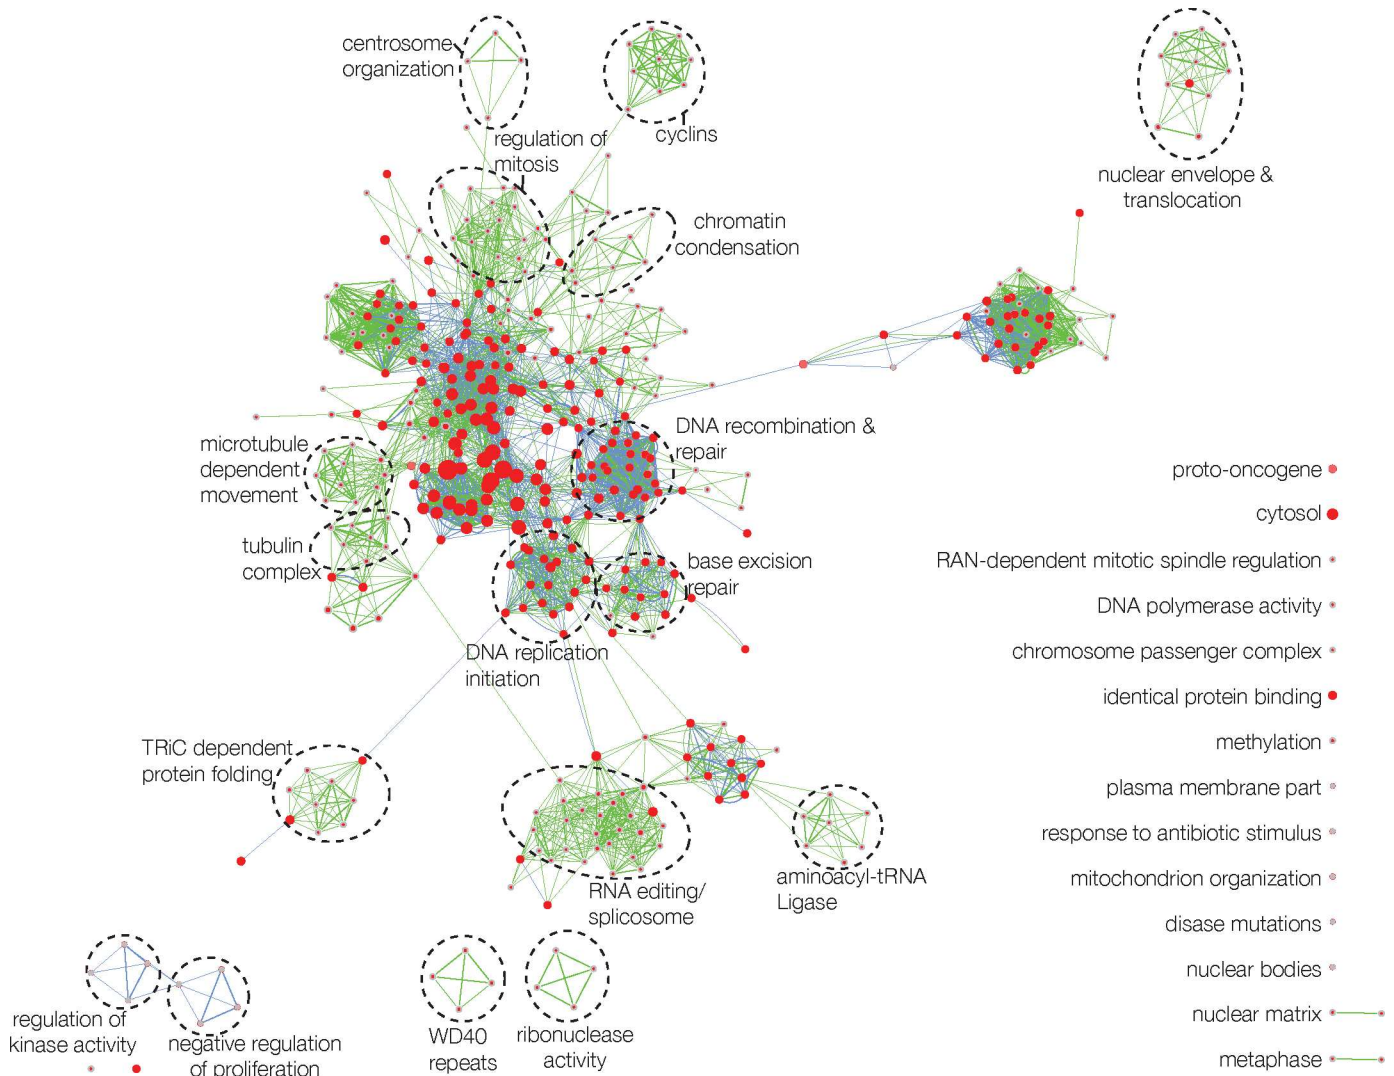 centrosome
organization
cyclins
regulation of
mitosis
nuclear envelope &
translocation
chromatin
condensation
DNA recombination &
repair
microtubule
dependent
movement
tubulin
complex
base excision
repair
DNA replication
initiation
TRiC dependent
protein folding
RNA editing/
splicosome
aminoacyl-tRNA
Ligase
regulation of
kinase activity
negative regulation
of proliferation
WD40
repeats
ribonuclease
activity
proto-oncogene
cytosol
RAN-dependent mitotic spindle regulation
DNA polymerase activity
chromosome passenger complex
identical protein binding
methylation
plasma membrane part
response to antibiotic stimulus
mitochondrion organization
disase mutations
nuclear bodies
nuclear matrix
metaphase